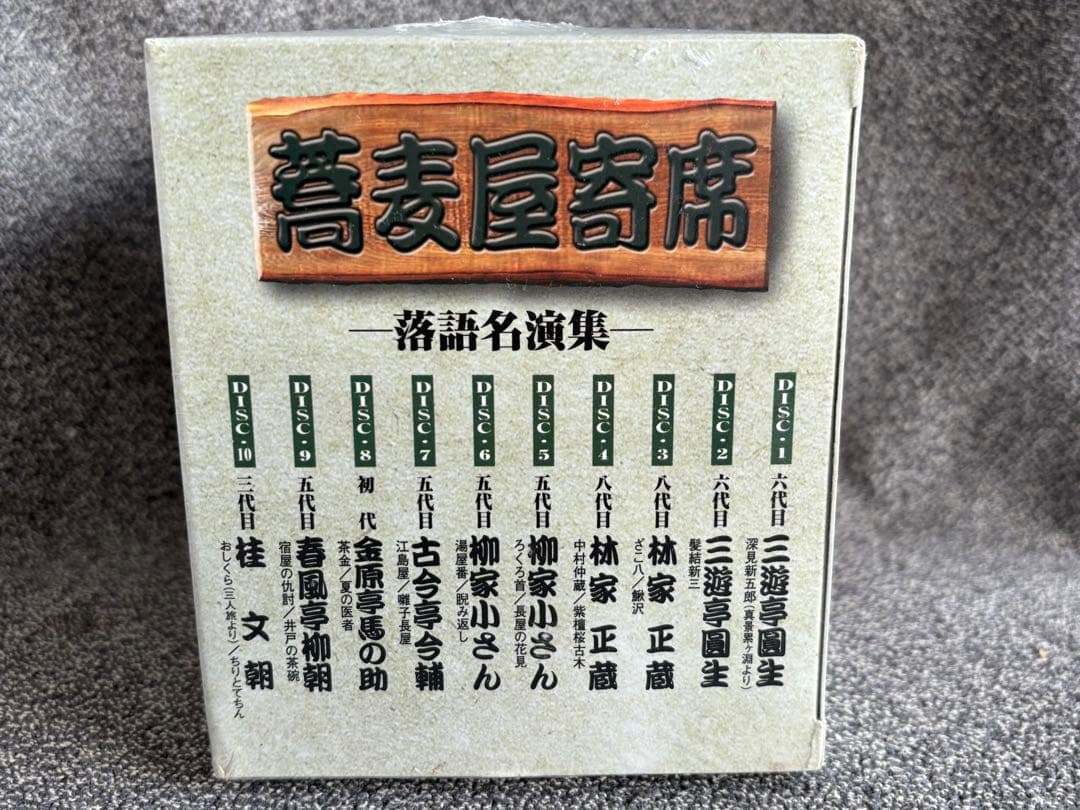 蕎麦屋寄席
―落語名演集―
DISC・1
六代目 三遊亭圓生
深見新五郎(真景累ヶ淵より)
DISC・2
六代目 三遊亭圓生
髪結新三
DISC・3
八代目 林家 正蔵
ざこ八/鰍沢
DISC・4
八代目 林家 正蔵
中村仲蔵/紫檀桜古木
DISC・5
五代目 柳家小さん
ろくろ首/長屋の花見
DISC・6
五代目 柳家小さん
湯屋番/睨み返し
DISC・7
五代目 古今亭今輔
江島屋/囃子長屋
DISC・8
初代 金原亭馬の助
茶金/夏の医者
DISC・9
五代目 春風亭柳朝
宿屋の仇討/井戸の茶碗
DISC・10
三代目 桂 文朝
おしくら(三人旅より)/ちりとてちん